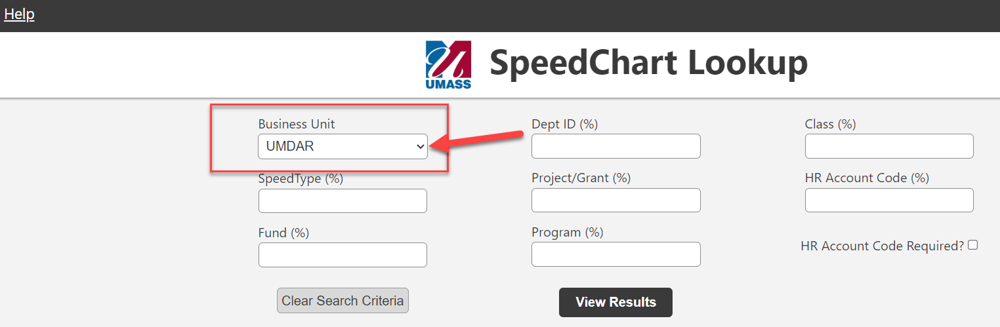 Help
UMASS
SpeedChart Lookup
Business Unit
UMDAR
Dept ID (%)
Class (%)
SpeedType (%)
Project/Grant (%)
HR Account Code (%)
Fund (%)
Program (%)
HR Account Code Required?
Clear Search Criteria
View Results